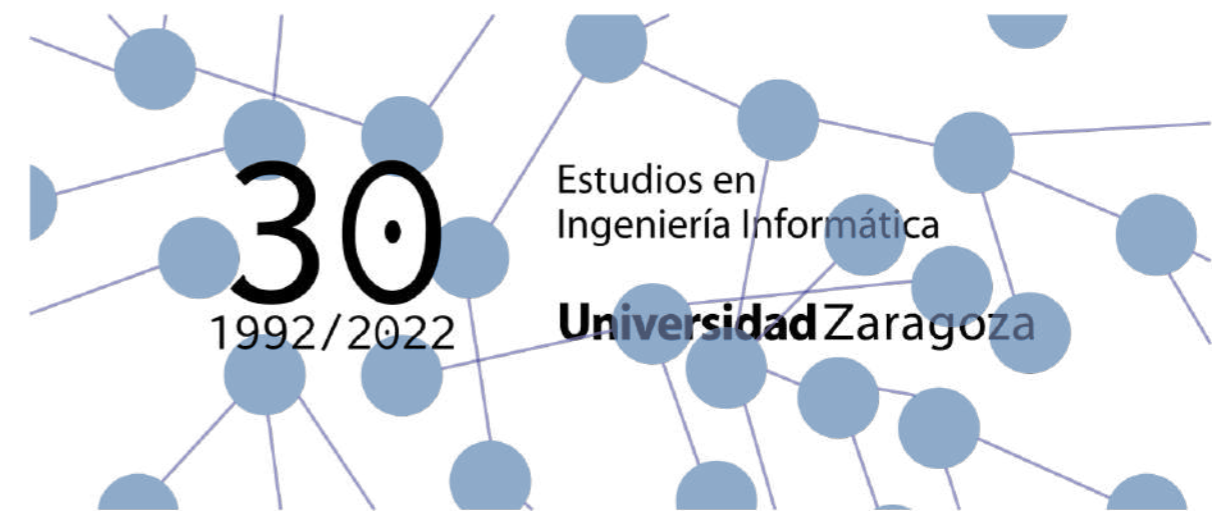 30
1992/2022
Estudios en
Ingeniería Informática
Universidad Zaragoza